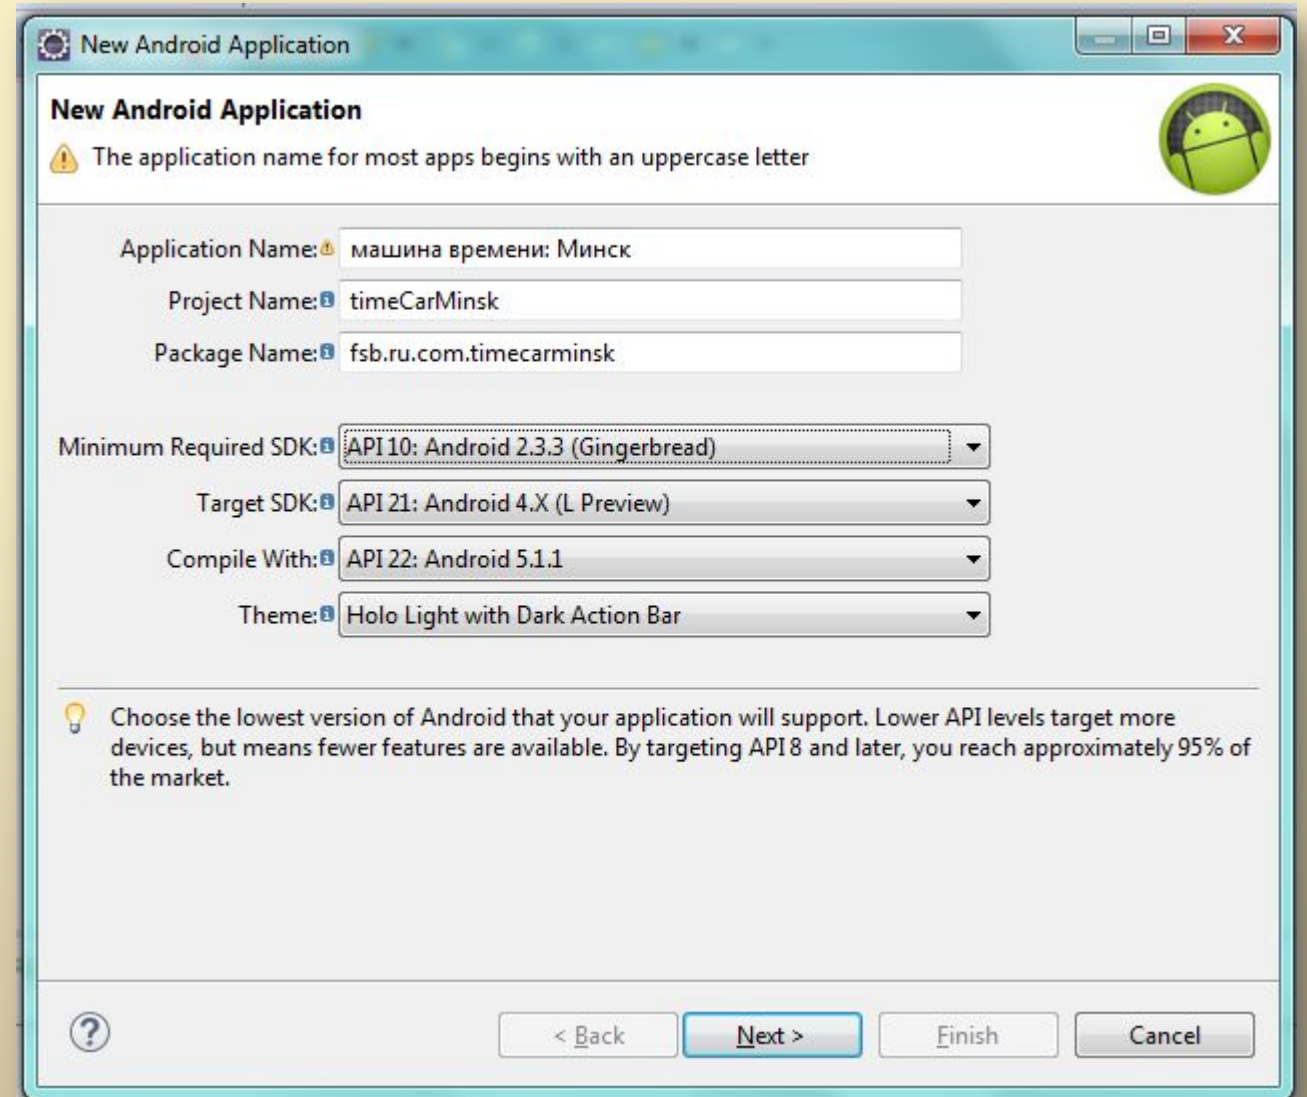 New Android Application
New Android Application
The application name for most apps begins with an uppercase letter
Application Name: машина времени: Минск
Project Name: timeCarMinsk
Package Name: fsb.ru.com.timecarminsk
Minimum Required SDK: API 10: Android 2.3.3 (Gingerbread)
Target SDK: API 21: Android 4.X (L Preview)
Compile With: API 22: Android 5.1.1
Theme: Holo Light with Dark Action Bar
Choose the lowest version of Android that your application will support. Lower API levels target more
devices, but means fewer features are available. By targeting API 8 and later, you reach approximately 95% of
the market.
? < Back Next > Finish Cancel